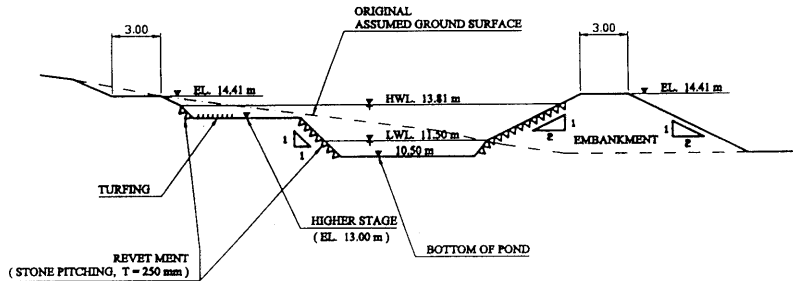 ORIGINAL
ASSUMED GROUND SURFACE
3.00
3.00
EL. 14.41 m
HWL. 13.81 m
EL. 14.41 m
LWL. 11.50 m
10.50 m
1
1
1
2
EMBANKMENT
1
2
TURFING
HIGHER STAGE
( EL. 13.00 m )
BOTTOM OF POND
REVET MENT
( STONE PITCHING, T = 250 mm )